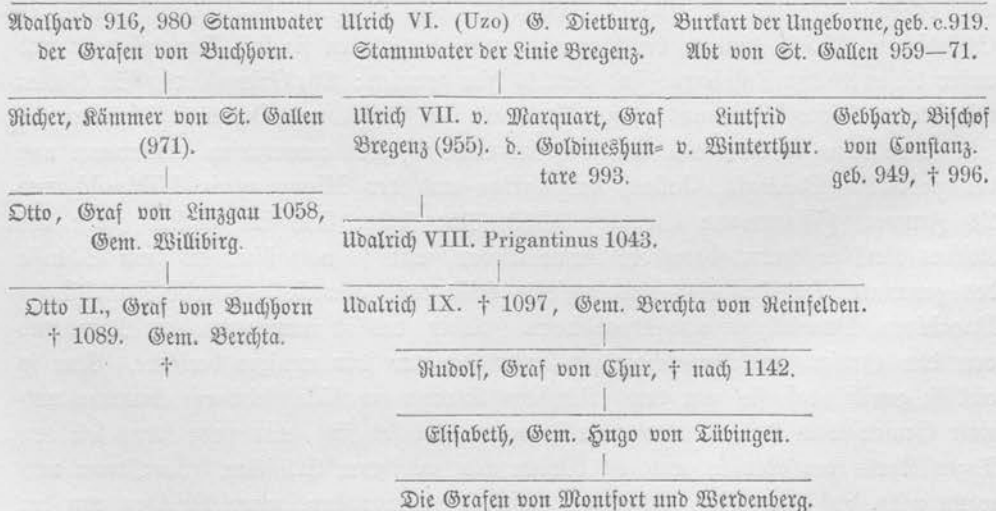 Adalhard 916, 980 Stammvater
der Grafen von Buchhorn.
Ulrich VI. (Uzo) G. Dietburg,
Stammvater der Linie Bregenz.
Burkart der Ungeborne, geb. c. 919.
Abt von St. Gallen 959—71.
Richer, Kämmer von St. Gallen
(971).
Ulrich VII. v.
Bregenz (955).
Marquart, Graf
d. Goldineshun-
tare 993.
Liutfrid
v. Winterthur.
Gebhard, Bischof
von Constanz.
geb. 949, † 996.
Otto, Graf von Linzgau 1058,
Gem. Willibirg.
Udalrich VIII. Prigantinus 1043.
Otto II., Graf von Buchhorn
† 1089. Gem. Berchta.
†
Udalrich IX. † 1097, Gem. Berchta von Reinfelden.
Rudolf, Graf von Chur, † nach 1142.
Elisabeth, Gem. Hugo von Tübingen.
Die Grafen von Montfort und Werdenberg.